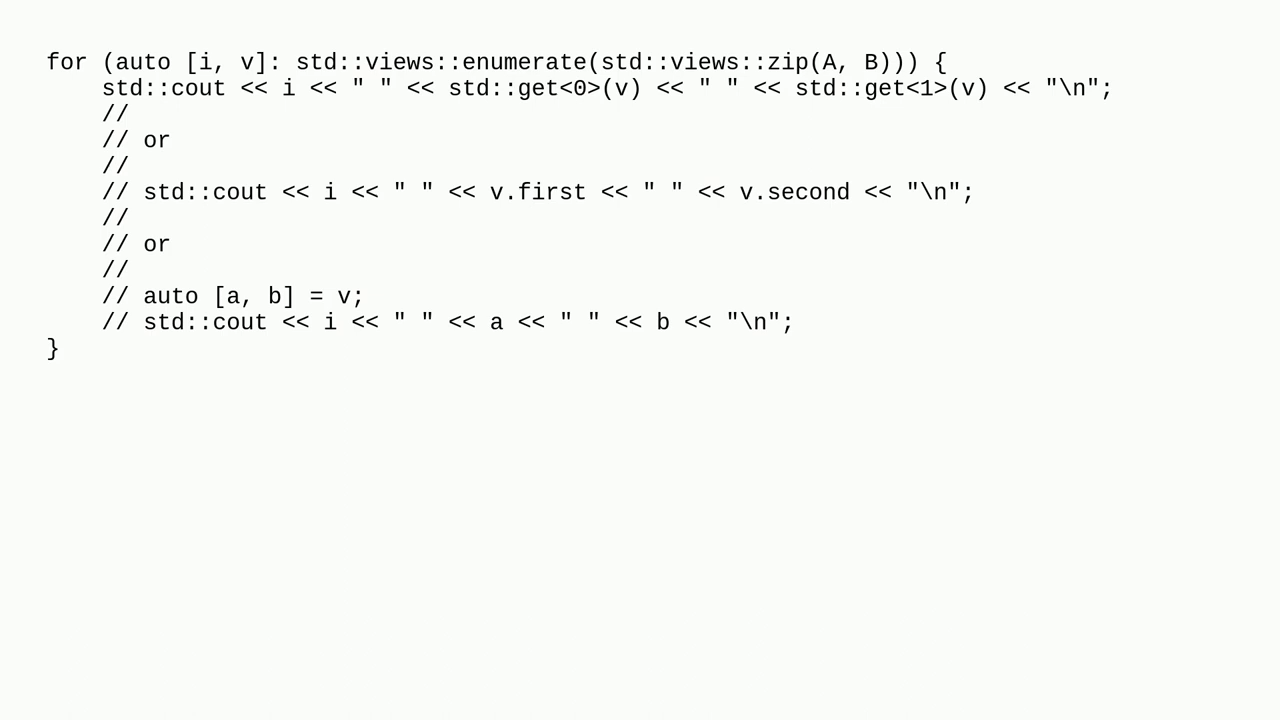 for (auto [i, v]: std::views::enumerate(std::views::zip(A, B))) {
    std::cout << i << " " << std::get<0>(v) << " " << std::get<1>(v) << "\n";
    //
    // or
    //
    // std::cout << i << " " << v.first << " " << v.second << "\n";
    //
    // or
    //
    // auto [a, b] = v;
    // std::cout << i << " " << a << " " << b << "\n";
}